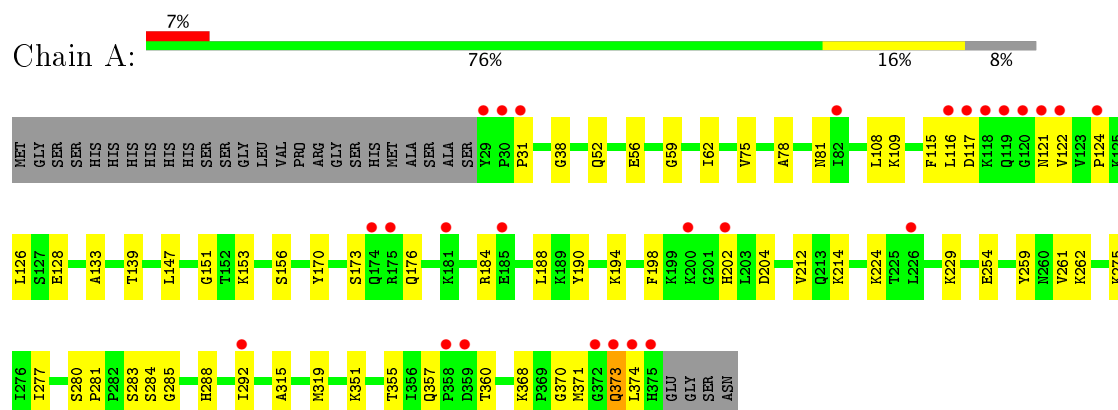 7%
Chain A:
76% 16% 8%
MET GLY SER SER HIS HIS HIS HIS HIS HIS SER SER GLY LEU VAL PRO ARG GLY SER HIS MET ALA SER ALA SER Y29 P30 P31 G38 Q52 E56 G59 I62 V75 A78 N81 I82 L108 K109 F115 L116 D117 K118 Q119 G120 N121 V122 V123 P124 K125
L126 S127 E128 A133 T139 L147 G151 T152 K153 S156 Y170 S173 Q174 R175 Q176 K181 R184 E185 L188 K189 Y190 K194 F198 K199 K200 G201 H202 L203 D204 V212 Q213 K214 K224 T225 L226 K229 E254 Y259 N260 V261 K262 K275
I276 I277 S280 P281 P282 S283 S284 G285 H288 I292 A315 M319 K351 T355 I356 Q357 P358 D359 T360 K368 P369 G370 M371 G372 Q373 L374 H375 GLU GLY SER ASN